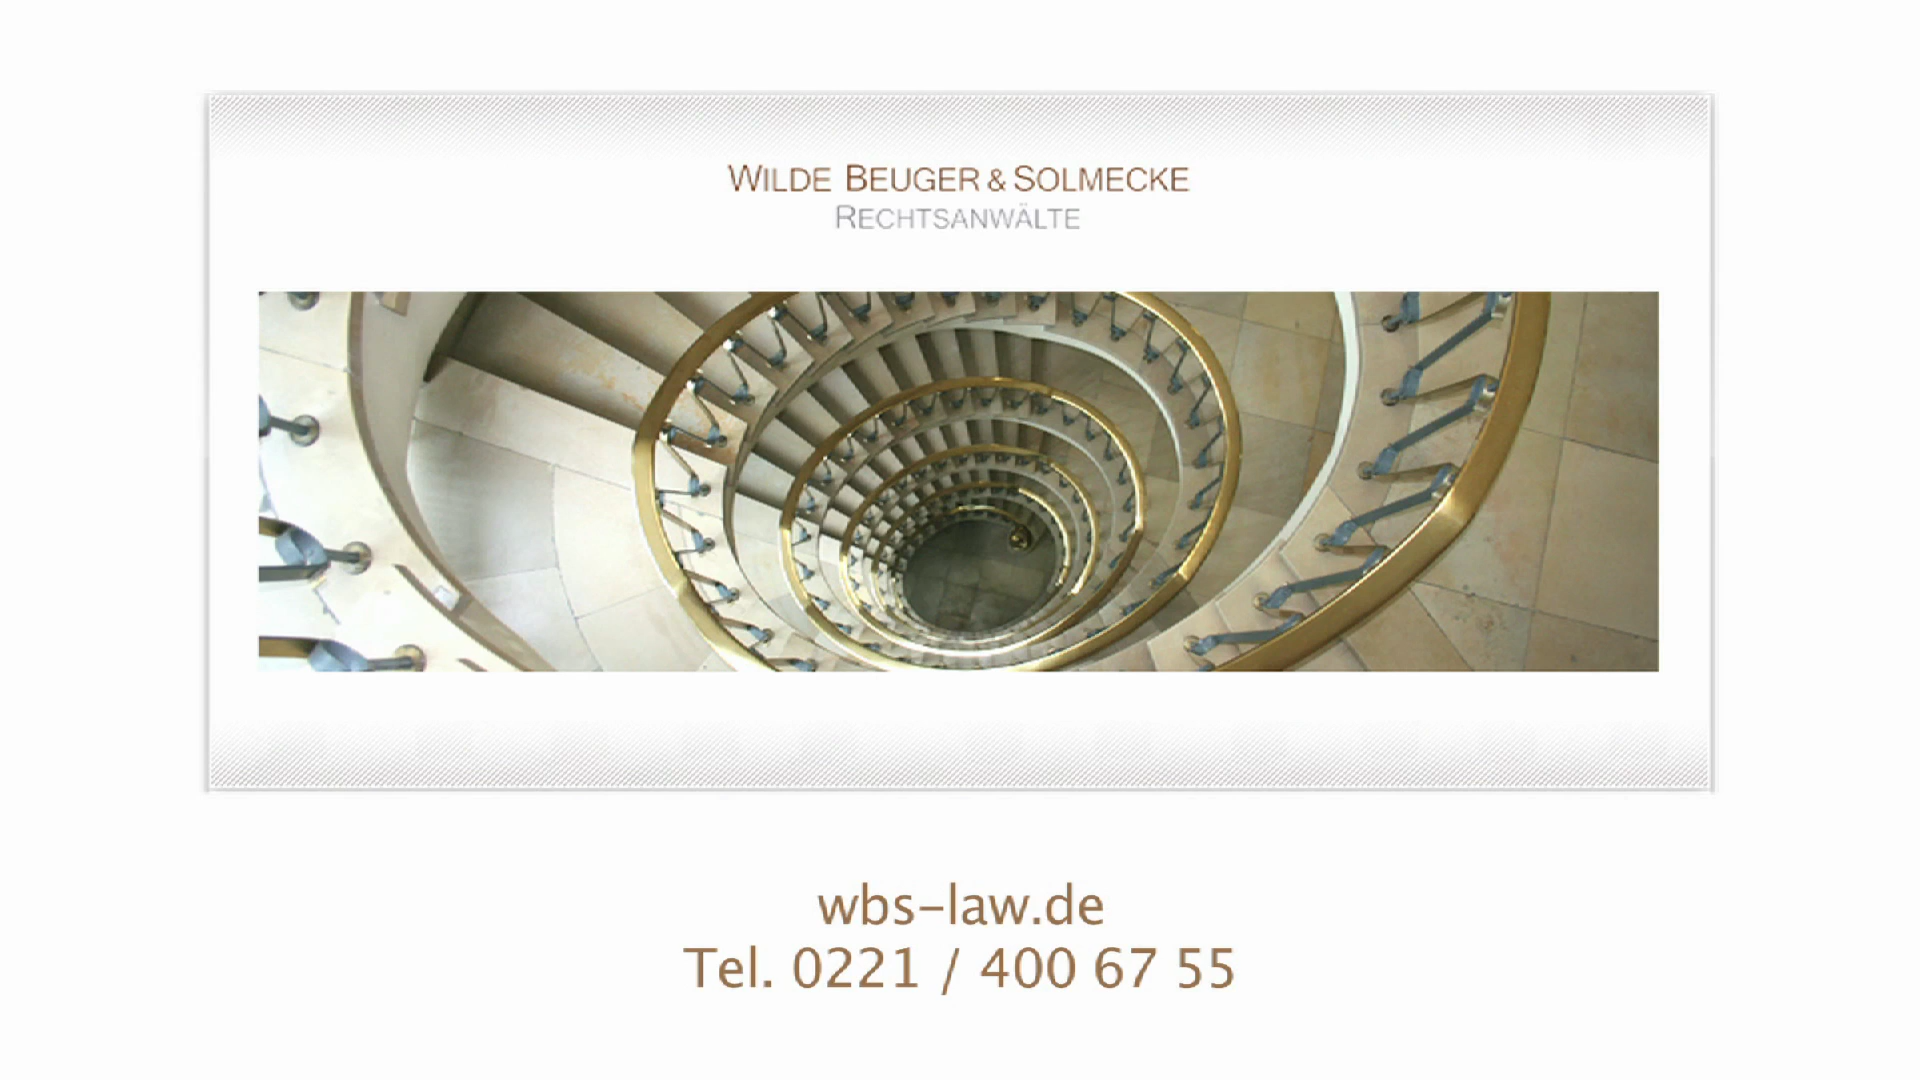 WILDE BEUGER & SOLMECKE
RECHTSANWÄLTE
wbs-law.de
Tel. 0221 / 400 67 55